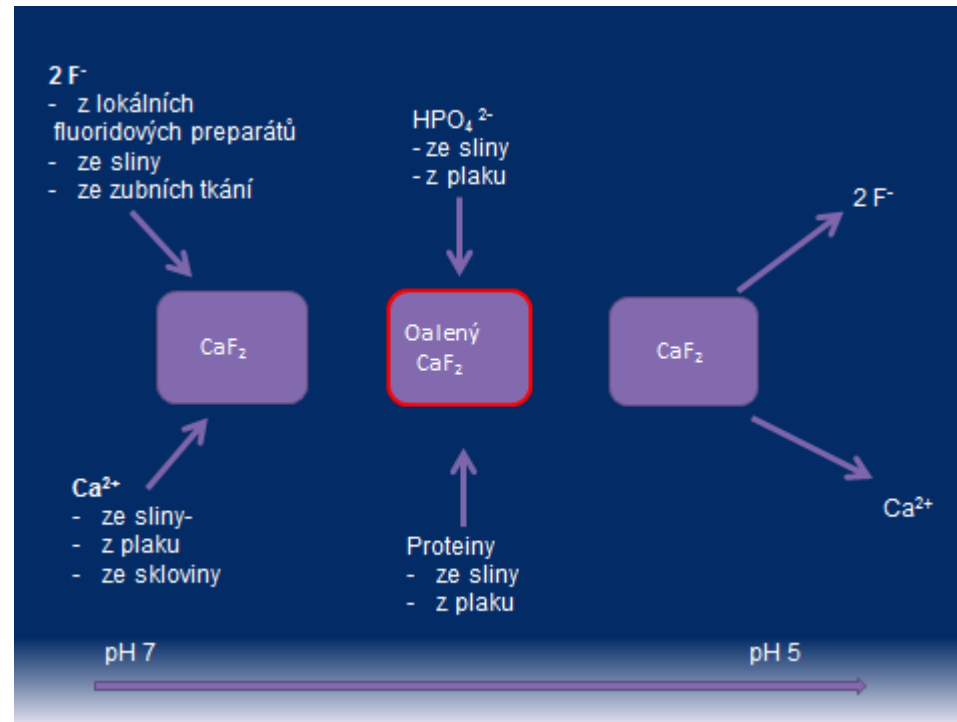 2 F⁻
- z lokálních
fluoridových preparátů
- ze sliny
- ze zubních tkání
HPO₄ ²⁻
- ze sliny
- z plaku
2 F⁻
CaF₂
Oalený
CaF₂
CaF₂
Ca²⁺
- ze sliny-
- z plaku
- ze skloviny
Proteiny
- ze sliny
- z plaku
Ca²⁺
pH 7
pH 5